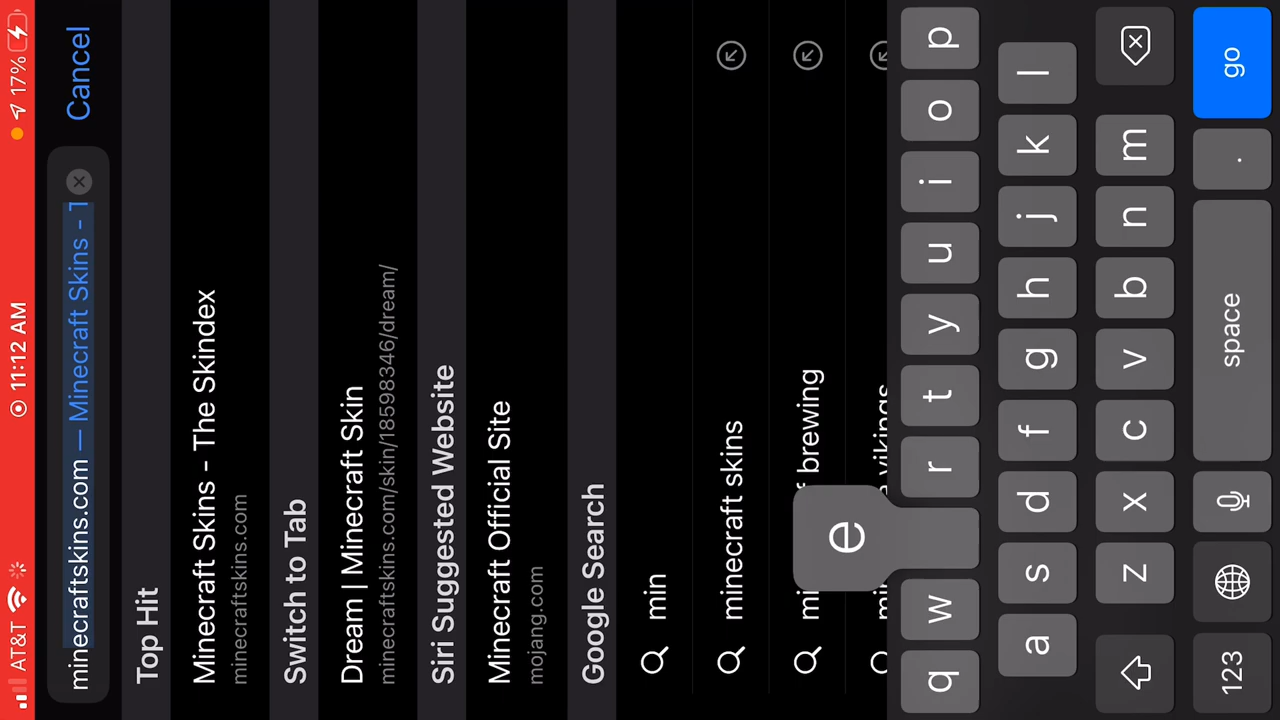 AT&T 11:12 AM 17%
minecraftskins.com — Minecraft Skins - T
Cancel
Top Hit
Minecraft Skins - The Skindex
minecraftskins.com
Switch to Tab
Dream | Minecraft Skin
minecraftskins.com/skin/18598346/dream/
Siri Suggested Website
Minecraft Official Site
mojang.com
Google Search
min
minecraft skins
brewing
vikings
q w e r t y u i o p
a s d f g h j k l
z x c v b n m
123 space . go